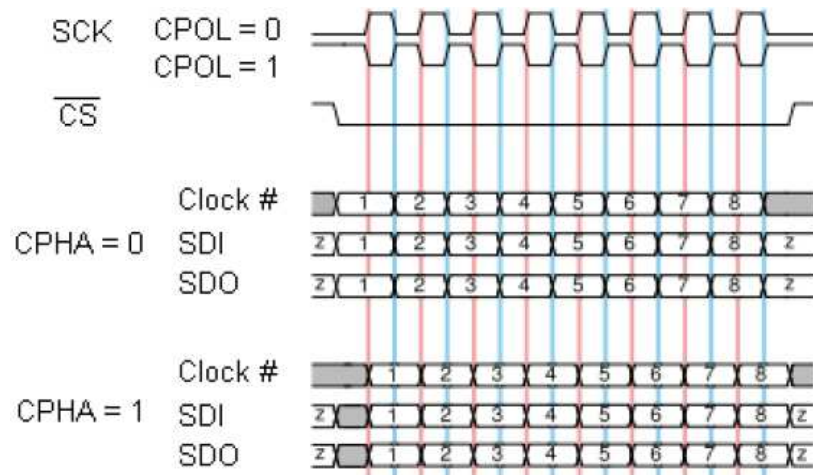 SCK CPOL = 0
CPOL = 1
CS
Clock # 1 2 3 4 5 6 7 8
CPHA = 0 SDI z 1 2 3 4 5 6 7 8 z
SDO z 1 2 3 4 5 6 7 8 z
Clock # 1 2 3 4 5 6 7 8
CPHA = 1 SDI z 1 2 3 4 5 6 7 8 z
SDO z 1 2 3 4 5 6 7 8 z